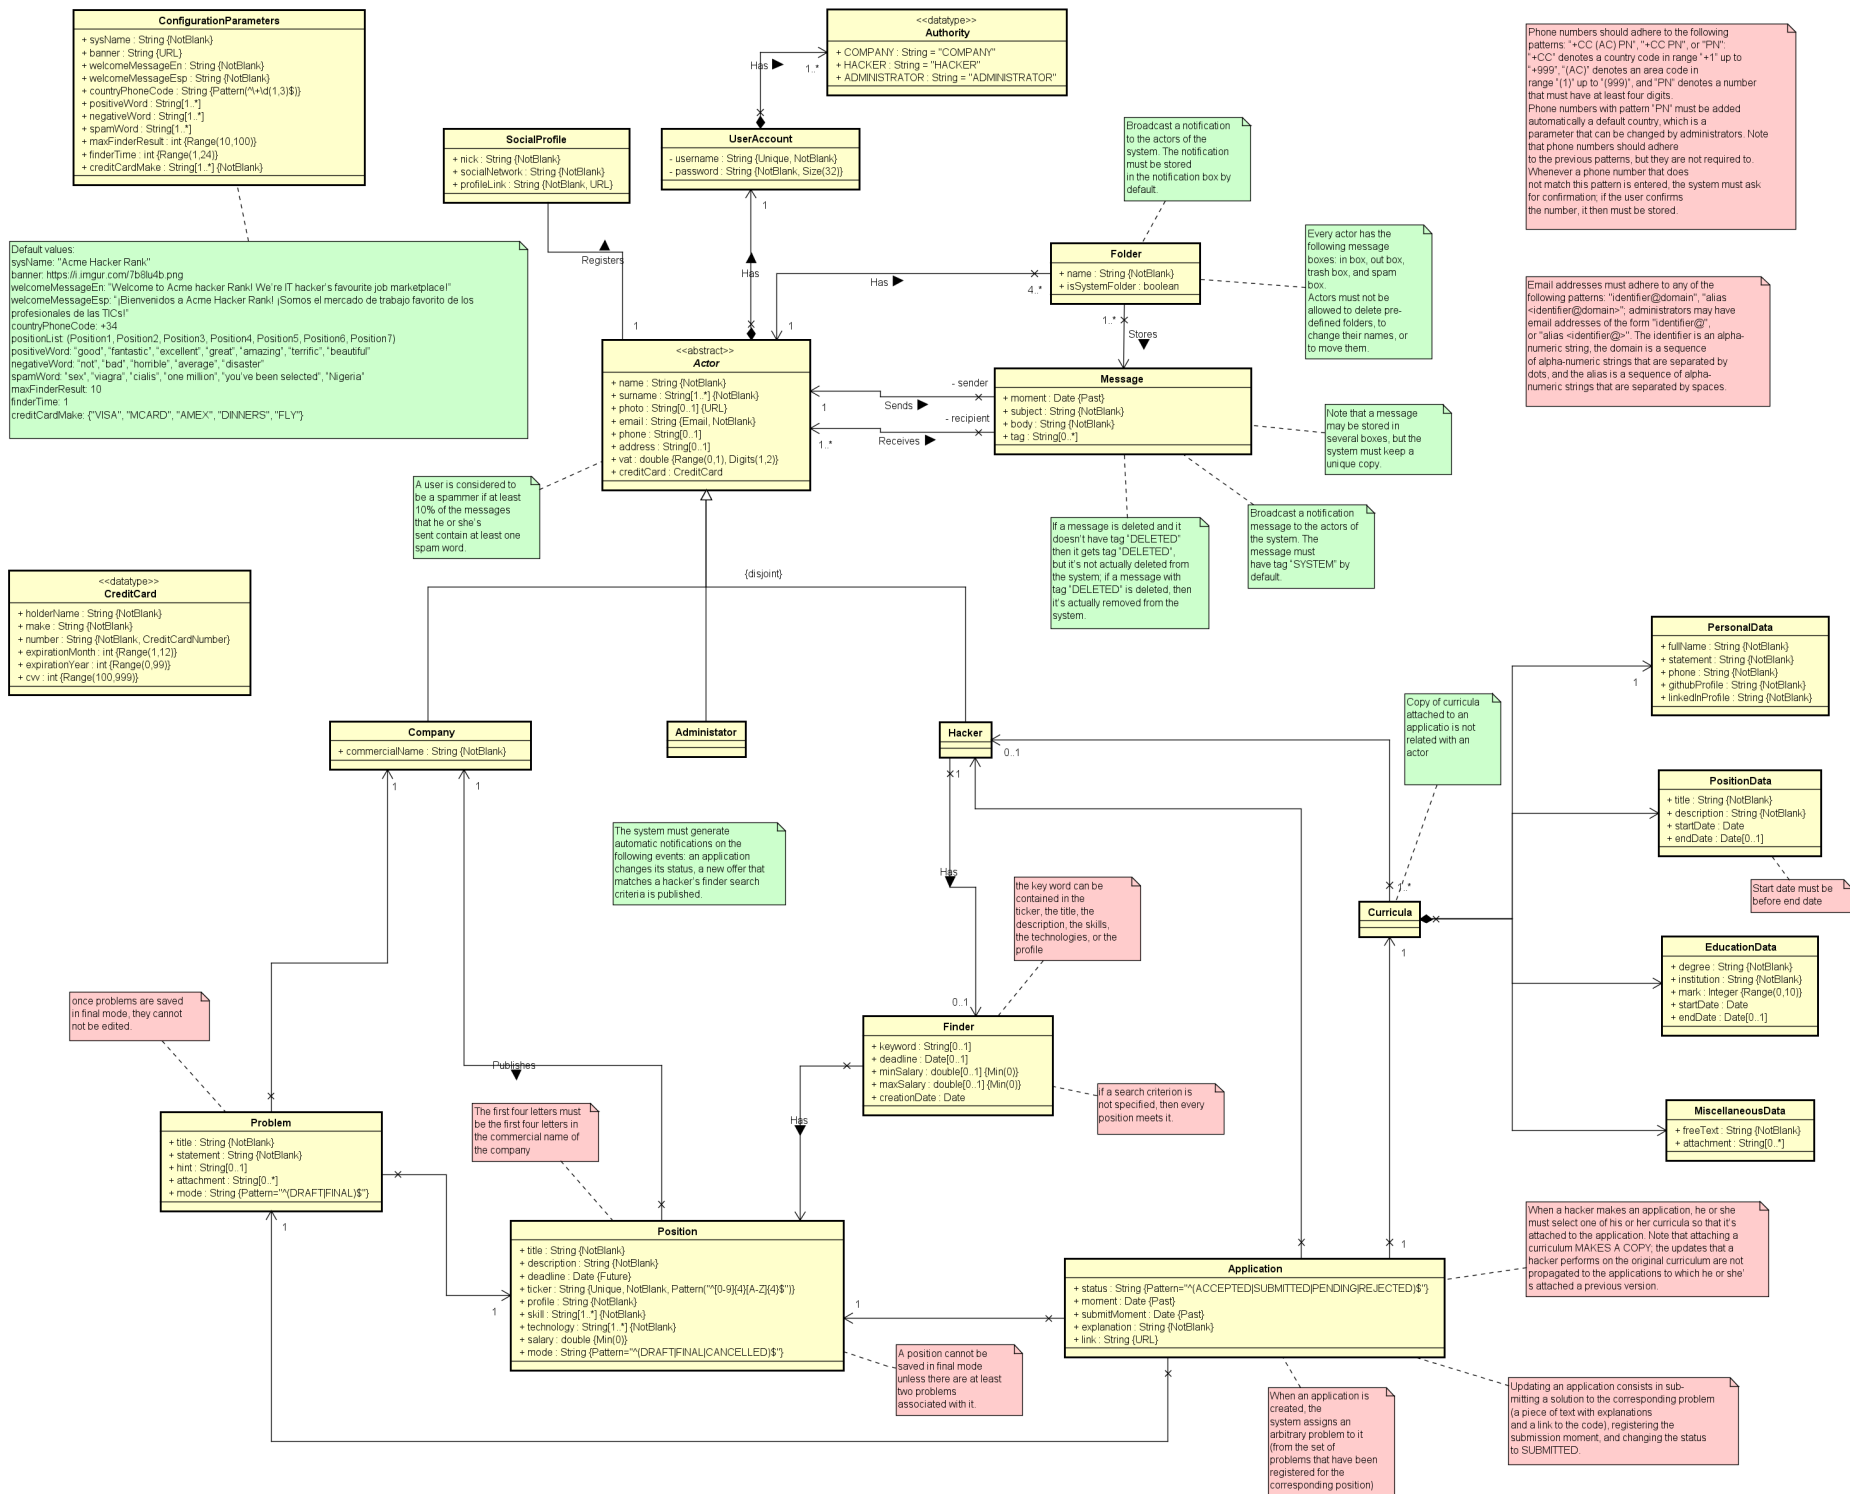 ConfigurationParameters
+ sysName : String {NotBlank}
+ banner : String {URL}
+ welcomeMessageEn : String {NotBlank}
+ welcomeMessageEsp : String {NotBlank}
+ countryPhoneCode : String {Pattern(^\+\d(1,3)$)}
+ positiveWord : String[1..*]
+ negativeWord : String[1..*]
+ spamWord : String[1..*]
+ maxFinderResult : int {Range(10,100)}
+ finderTime : int {Range(1,24)}
+ creditCardMake : String[1..*] {NotBlank}
<<datatype>>
Authority
+ COMPANY : String = "COMPANY"
+ HACKER : String = "HACKER"
+ ADMINISTRATOR : String = "ADMINISTRATOR"
Has
1..*
Phone numbers should adhere to the following
patterns: "+CC (AC) PN", "+CC PN", or "PN":
"+CC" denotes a country code in range "+1" up to
"+999", "(AC)" denotes an area code in
range "(1)" up to "(999)", and "PN" denotes a number
that must have at least four digits.
Phone numbers with pattern "PN" must be added
automatically a default country, which is a
parameter that can be changed by administrators. Note
that phone numbers should adhere
to the previous patterns, but they are not required to.
Whenever a phone number that does
not match this pattern is entered, the system must ask
for confirmation; if the user confirms
the number, it then must be stored.
SocialProfile
+ nick : String {NotBlank}
+ socialNetwork : String {NotBlank}
+ profileLink : String {NotBlank, URL}
UserAccount
- username : String {Unique, NotBlank}
- password : String {NotBlank, Size(32)}
Broadcast a notification
to the actors of the
system. The notification
must be stored
in the notification box by
default.
Default values:
sysName: "Acme Hacker Rank"
banner: https://i.imgur.com/7b8lu4b.png
welcomeMessageEn: "Welcome to Acme hacker Rank! We're IT hacker's favourite job marketplace!"
welcomeMessageEsp: "¡Bienvenidos a Acme Hacker Rank! ¡Somos el mercado de trabajo favorito de los
profesionales de las TICs!"
countryPhoneCode: +34
positionList: (Position1, Position2, Position3, Position4, Position5, Position6, Position7)
positiveWord: "good", "fantastic", "excellent", "great", "amazing", "terrific", "beautiful"
negativeWord: "not", "bad", "horrible", "average", "disaster"
spamWord: "sex", "viagra", "cialis", "one million", "you've been selected", "Nigeria"
maxFinderResult: 10
finderTime: 1
creditCardMake: {"VISA", "MCARD", "AMEX", "DINNERS", "FLY"}
Registers
1
1
Has
Folder
+ name : String {NotBlank}
+ isSystemFolder : boolean
Has
4..*
1
1..*
Stores
Every actor has the
following message
boxes: in box, out box,
trash box, and spam
box.
Actors must not be
allowed to delete pre-
defined folders, to
change their names, or
to move them.
Email addresses must adhere to any of the
following patterns: "identifier@domain", "alias
<identifier@domain>"; administrators may have
email addresses of the form "identifier@",
or "alias <identifier@>". The identifier is an alpha-
numeric string, the domain is a sequence
of alpha-numeric strings that are separated by
dots, and the alias is a sequence of alpha-
numeric strings that are separated by spaces.
<<abstract>>
Actor
+ name : String {NotBlank}
+ surname : String[1..*] {NotBlank}
+ photo : String[0..1] {URL}
+ email : String {Email, NotBlank}
+ phone : String[0..1]
+ address : String[0..1]
+ vat : double {Range(0,1), Digits(1,2)}
+ creditCard : CreditCard
- sender
1
Sends
- recipient
1..*
Receives
Message
+ moment : Date {Past}
+ subject : String {NotBlank}
+ body : String {NotBlank}
+ tag : String[0..*]
Note that a message
may be stored in
several boxes, but the
system must keep a
unique copy.
A user is considered to
be a spammer if at least
10% of the messages
that he or she's
sent contain at least one
spam word.
If a message is deleted and it
doesn't have tag "DELETED"
then it gets tag "DELETED",
but it's not actually deleted from
the system; if a message with
tag "DELETED" is deleted, then
it's actually removed from the
system.
Broadcast a notification
message to the actors of
the system. The
message must
have tag "SYSTEM" by
default.
<<datatype>>
CreditCard
+ holderName : String {NotBlank}
+ make : String {NotBlank}
+ number : String {NotBlank, CreditCardNumber}
+ expirationMonth : int {Range(1,12)}
+ expirationYear : int {Range(0,99)}
+ cvv : int {Range(100,999)}
{disjoint}
PersonalData
+ fullName : String {NotBlank}
+ statement : String {NotBlank}
+ phone : String {NotBlank}
+ githubProfile : String {NotBlank}
+ linkedInProfile : String {NotBlank}
1
Company
+ commercialName : String {NotBlank}
Administator
Hacker
0..1
Copy of curricula
attached to an
applicatio is not
related with an
actor
1
1
1
PositionData
+ title : String {NotBlank}
+ description : String {NotBlank}
+ startDate : Date
+ endDate : Date[0..1]
The system must generate
automatic notifications on the
following events: an application
changes its status, a new offer that
matches a hacker's finder search
criteria is published.
Has
the key word can be
contained in the
ticker, the title, the
description, the skills,
the technologies, or the
profile
1..*
Curricula
1
Start date must be
before end date
EducationData
+ degree : String {NotBlank}
+ institution : String {NotBlank}
+ mark : Integer {Range(0,10)}
+ startDate : Date
+ endDate : Date[0..1]
once problems are saved
in final mode, they cannot
not be edited.
0..1
Finder
+ keyword : String[0..1]
+ deadline : Date[0..1]
+ minSalary : double[0..1] {Min(0)}
+ maxSalary : double[0..1] {Min(0)}
+ creationDate : Date
Publishes
Has
if a search criterion is
not specified, then every
position meets it.
The first four letters must
be the first four letters in
the commercial name of
the company
MiscellaneousData
+ freeText : String {NotBlank}
+ attachment : String[0..*]
Problem
+ title : String {NotBlank}
+ statement : String {NotBlank}
+ hint : String[0..1]
+ attachment : String[0..*]
+ mode : String {Pattern="^(DRAFT|FINAL)$"}
1
1
Position
+ title : String {NotBlank}
+ description : String {NotBlank}
+ deadline : Date {Future}
+ ticker : String {Unique, NotBlank, Pattern("^[0-9]{4}[A-Z]{4}$")}
+ profile : String {NotBlank}
+ skill : String[1..*] {NotBlank}
+ technology : String[1..*] {NotBlank}
+ salary : double {Min(0)}
+ mode : String {Pattern="^(DRAFT|FINAL|CANCELLED)$"}
1
1
Application
+ status : String {Pattern="^(ACCEPTED|SUBMITTED|PENDING|REJECTED)$"}
+ moment : Date {Past}
+ submitMoment : Date {Past}
+ explanation : String {NotBlank}
+ link : String {URL}
When a hacker makes an application, he or she
must select one of his or her curricula so that it's
attached to the application. Note that attaching a
curriculum MAKES A COPY; the updates that a
hacker performs on the original curriculum are not
propagated to the applications to which he or she'
s attached a previous version.
A position cannot be
saved in final mode
unless there are at least
two problems
associated with it.
When an application is
created, the
system assigns an
arbitrary problem to it
(from the set of
problems that have been
registered for the
corresponding position)
Updating an application consists in sub-
mitting a solution to the corresponding problem
(a piece of text with explanations
and a link to the code), registering the
submission moment, and changing the status
to SUBMITTED.